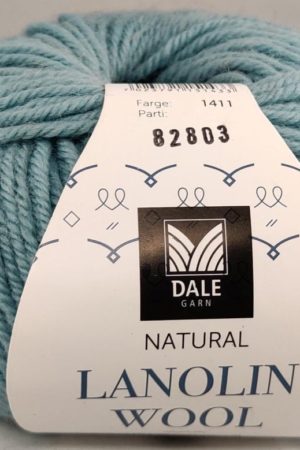 Farge: 1411
Parti:
82803
DALE
GARN
NATURAL
LANOLIN
WOOL